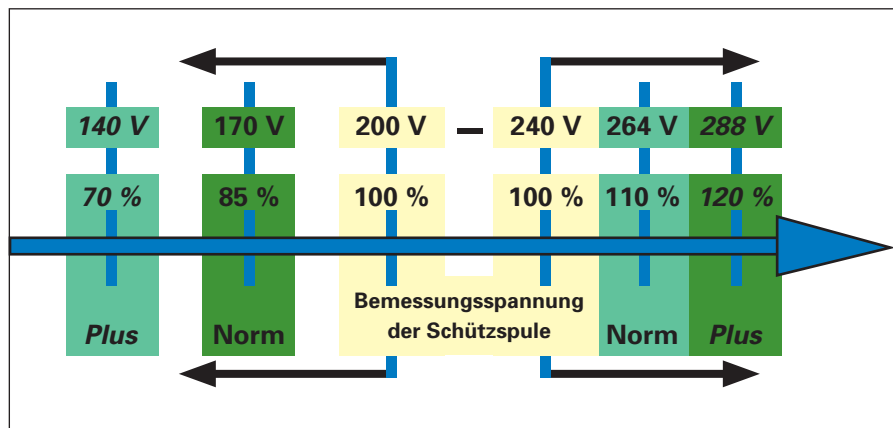 140 V 170 V 200 V – 240 V 264 V 288 V
70 % 85 % 100 % 100 % 110 % 120 %
Bemessungsspannung
der Schützspule
Plus Norm Norm Plus